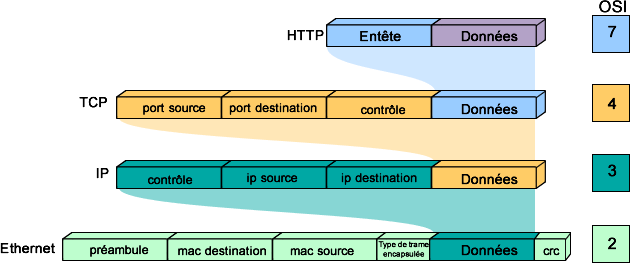 OSI
HTTP Entête Données 7
TCP port source port destination contrôle Données 4
IP contrôle ip source ip destination Données 3
Ethernet préambule mac destination mac source Type de trame encapsulée Données crc 2